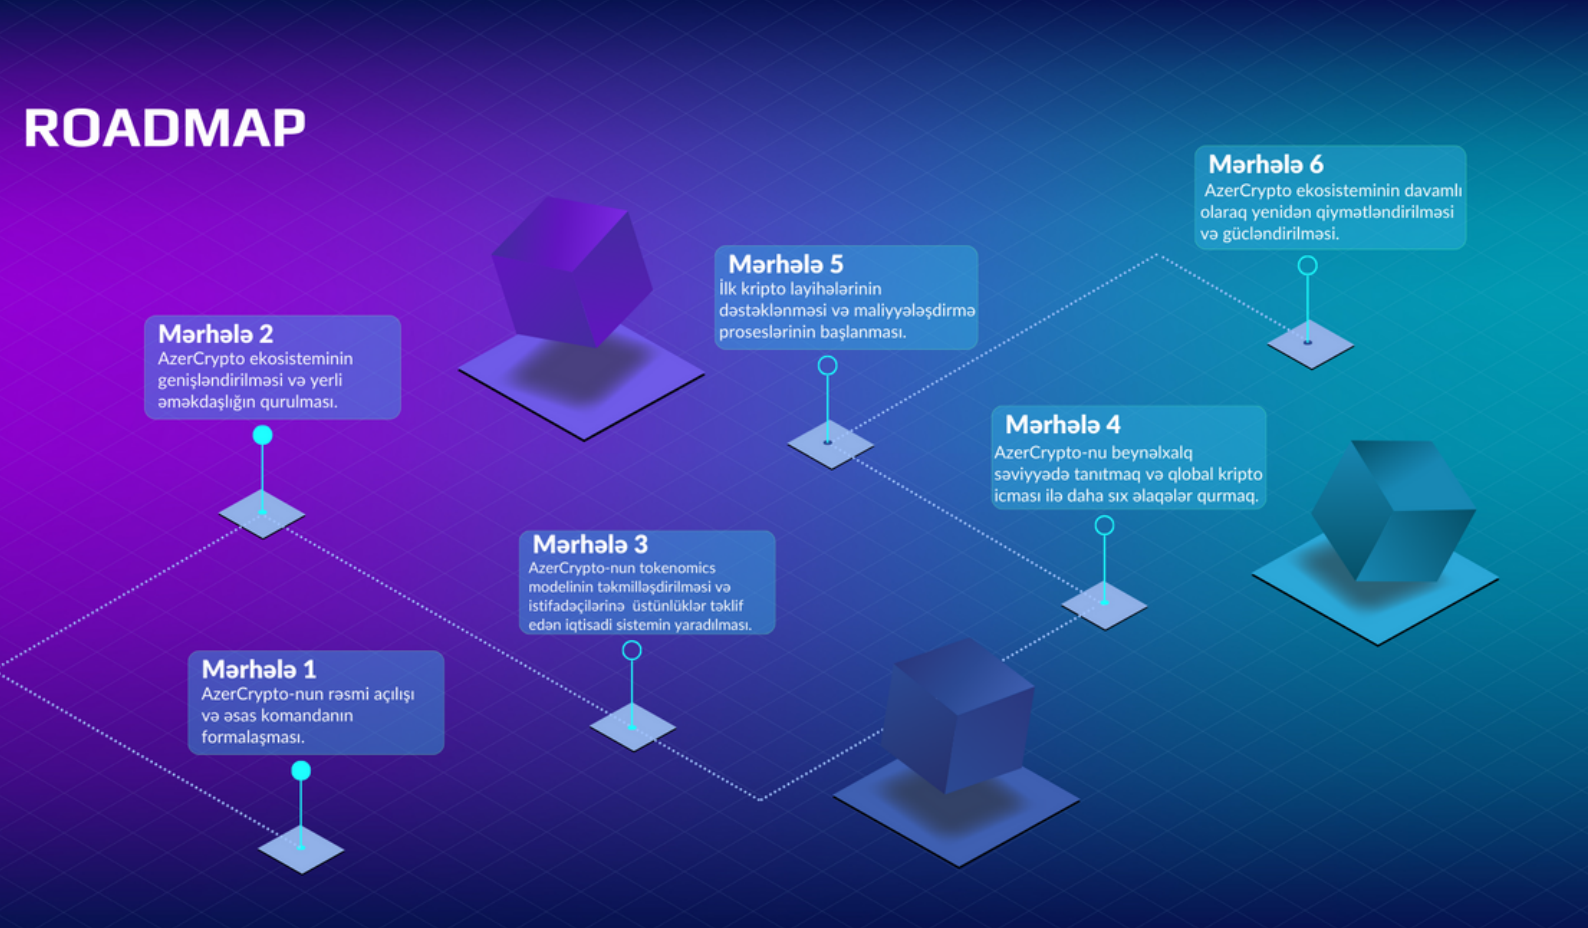 ROADMAP
Mərhələ 1
AzerCrypto-nun rəsmi açılışı
və əsas komandanın
formalaşması.
Mərhələ 2
AzerCrypto ekosisteminin
genişləndirilməsi və yerli
əməkdaşlığın qurulması.
Mərhələ 3
AzerCrypto-nun tokenomics
modelinin təkmilləşdirilməsi və
istifadəçilərinə üstünlüklər təklif
edən iqtisadi sistemin yaradılması.
Mərhələ 4
AzerCrypto-nu beynəlxalq
səviyyədə tanıtmaq və qlobal kripto
icması ilə daha sıx əlaqələr qurmaq.
Mərhələ 5
İlk kripto layihələrinin
dəstəklənməsi və maliyyələşdirmə
proseslərinin başlanması.
Mərhələ 6
AzerCrypto ekosisteminin davamlı
olaraq yenidən qiymətləndirilməsi
və gücləndirilməsi.